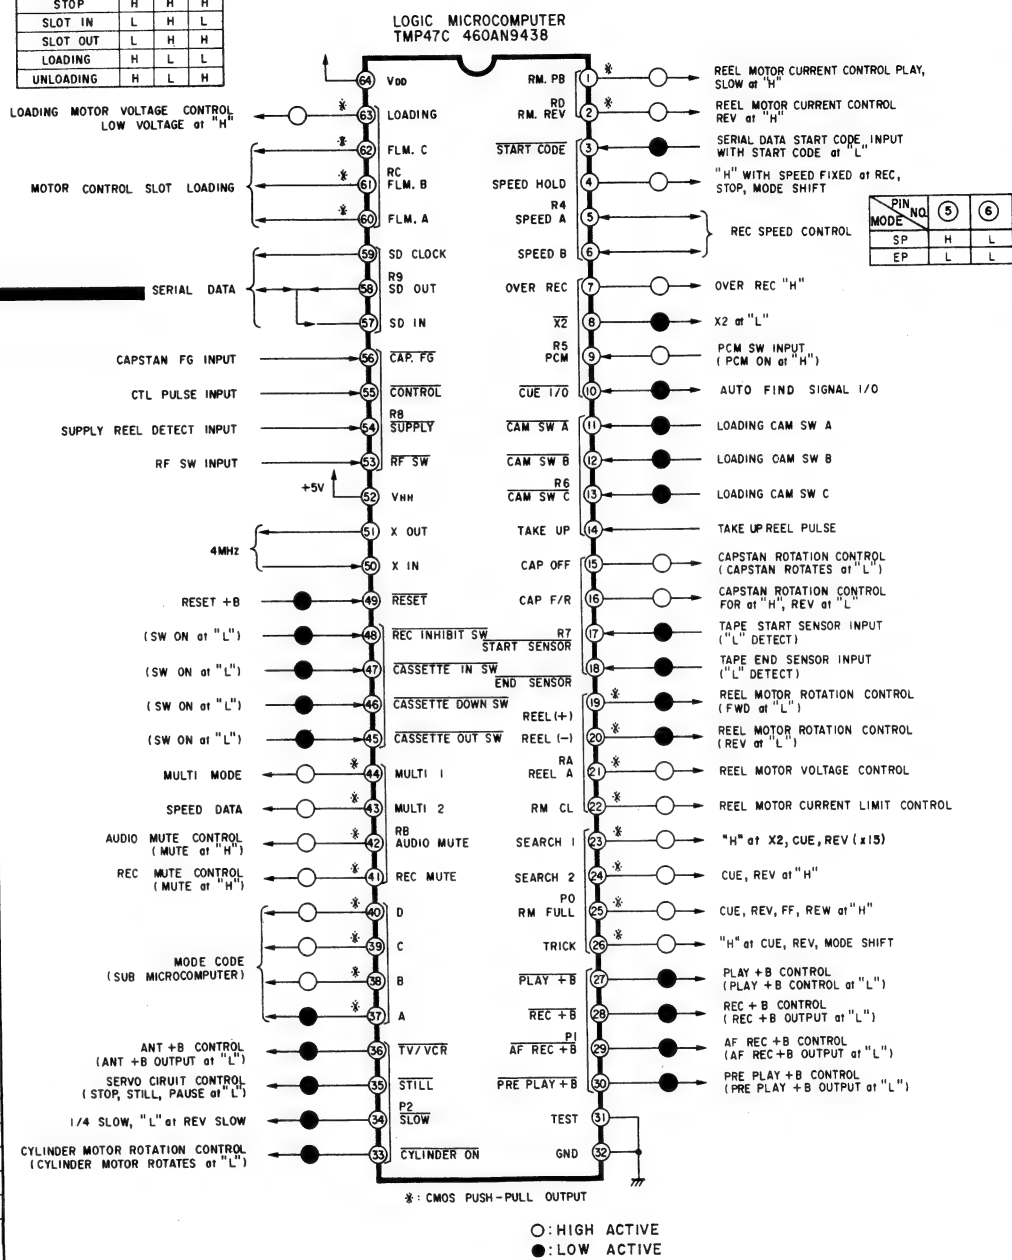 STOP H H H
SLOT IN L H L
SLOT OUT L H H
LOADING H L L
UNLOADING H L H
LOGIC MICROCOMPUTER
TMP47C 460AN9438
LOADING MOTOR VOLTAGE CONTROL
LOW VOLTAGE at "H"
MOTOR CONTROL SLOT LOADING
SERIAL DATA
CAPSTAN FG INPUT
CTL PULSE INPUT
SUPPLY REEL DETECT INPUT
RF SW INPUT
+5V
4MHz
RESET +B
(SW ON at "L")
(SW ON at "L")
(SW ON at "L")
(SW ON at "L")
MULTI MODE
SPEED DATA
AUDIO MUTE CONTROL
(MUTE at "H")
REC MUTE CONTROL
(MUTE at "H")
MODE CODE
(SUB MICROCOMPUTER)
ANT +B CONTROL
(ANT +B OUTPUT at "L")
SERVO CIRUIT CONTROL
(STOP, STILL, PAUSE at "L")
1/4 SLOW, "L" at REV SLOW
CYLINDER MOTOR ROTATION CONTROL
(CYLINDER MOTOR ROTATES at "L")
64 VDD
※ 63 LOADING
※ 62 FLM. C
RC
※ 61 FLM. B
※ 60 FLM. A
59 SD CLOCK
R9
58 SD OUT
57 SD IN
56 CAP. FG
55 CONTROL
R8
54 SUPPLY
53 RF SW
52 VHH
51 X OUT
50 X IN
49 RESET
48 REC INHIBIT SW
47 CASSETTE IN SW
46 CASSETTE DOWN SW
45 CASSETTE OUT SW
※ 44 MULTI 1
※ 43 MULTI 2
RB
※ 42 AUDIO MUTE
※ 41 REC MUTE
※ 40 D
※ 39 C
※ 38 B
※ 37 A
36 TV/VCR
35 STILL
P2
34 SLOW
33 CYLINDER ON
RM. PB 1 ※
RD
RM. REV 2 ※
START CODE 3
SPEED HOLD 4
R4
SPEED A 5
SPEED B 6
OVER REC 7
X2 8
R5
PCM 9
CUE I/O 10
CAM SW A 11
CAM SW B 12
R6
CAM SW C 13
TAKE UP 14
CAP OFF 15
CAP F/R 16
R7
START SENSOR 17
END SENSOR 18
REEL(+) 19 ※
REEL(-) 20 ※
RA
REEL A 21 ※
RM CL 22 ※
SEARCH 1 23 ※
SEARCH 2 24 ※
PO
RM FULL 25 ※
TRICK 26 ※
PLAY +B 27
REC +B 28
P1
AF REC +B 29
PRE PLAY +B 30
TEST 31
GND 32
REEL MOTOR CURRENT CONTROL PLAY,
SLOW at "H"
REEL MOTOR CURRENT CONTROL
REV at "H"
SERIAL DATA START CODE, INPUT
WITH START CODE at "L"
"H" WITH SPEED FIXED at REC,
STOP, MODE SHIFT
REC SPEED CONTROL
PIN NO. MODE 5 6
SP H L
EP L L
OVER REC "H"
X2 at "L"
PCM SW INPUT
(PCM ON at "H")
AUTO FIND SIGNAL I/O
LOADING CAM SW A
LOADING CAM SW B
LOADING CAM SW C
TAKE UP REEL PULSE
CAPSTAN ROTATION CONTROL
(CAPSTAN ROTATES at "L")
CAPSTAN ROTATION CONTROL
FOR at "H", REV at "L"
TAPE START SENSOR INPUT
("L" DETECT)
TAPE END SENSOR INPUT
("L" DETECT)
REEL MOTOR ROTATION CONTROL
(FWD at "L")
REEL MOTOR ROTATION CONTROL
(REV at "L")
REEL MOTOR VOLTAGE CONTROL
REEL MOTOR CURRENT LIMIT CONTROL
"H" at X2, CUE, REV (x15)
CUE, REV at "H"
CUE, REV, FF, REW at "H"
"H" at CUE, REV, MODE SHIFT
PLAY +B CONTROL
(PLAY +B CONTROL at "L")
REC +B CONTROL
(REC +B OUTPUT at "L")
AF REC +B CONTROL
(AF REC +B OUTPUT at "L")
PRE PLAY +B CONTROL
(PRE PLAY +B OUTPUT at "L")
※: CMOS PUSH-PULL OUTPUT
○: HIGH ACTIVE
●: LOW ACTIVE